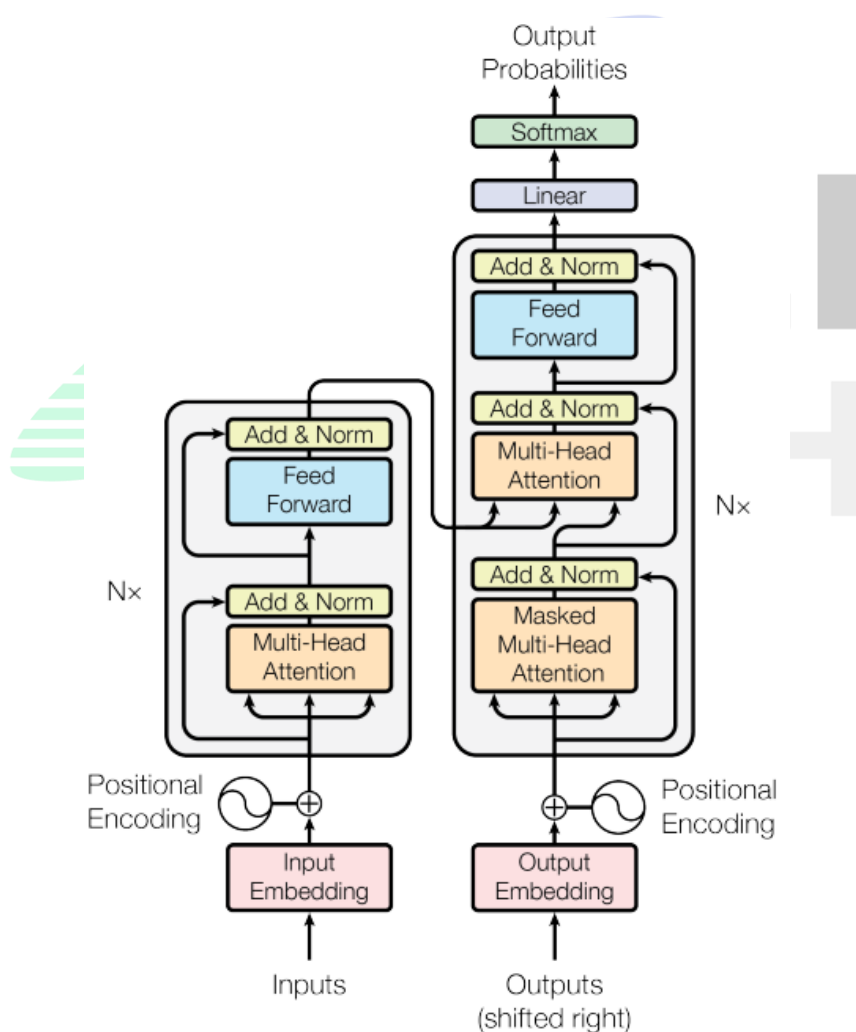 Output
Probabilities
Softmax
Linear
Add & Norm
Feed
Forward
Add & Norm
Multi-Head
Attention
Add & Norm
Masked
Multi-Head
Attention
N×
Add & Norm
Feed
Forward
Add & Norm
Multi-Head
Attention
N×
Positional
Encoding
Positional
Encoding
Input
Embedding
Output
Embedding
Inputs
Outputs
(shifted right)